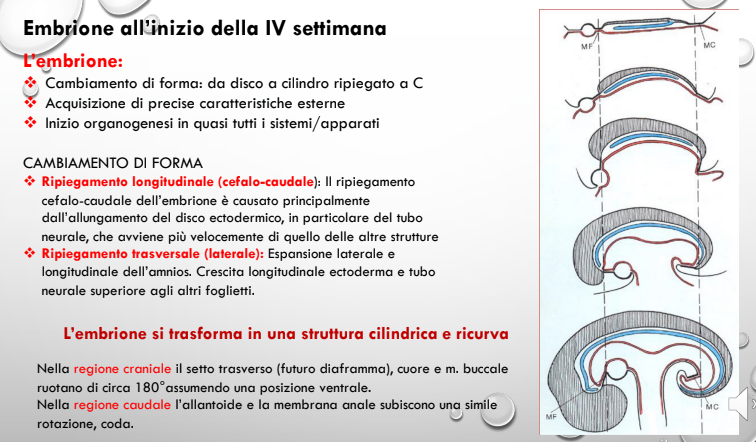 Embrione all'inizio della IV settimana
L'embrione:
Cambiamento di forma: da disco a cilindro ripiegato a C
Acquisizione di precise caratteristiche esterne
Inizio organogenesi in quasi tutti i sistemi/apparati
CAMBIAMENTO DI FORMA
Ripiegamento longitudinale (cefalo-caudale): Il ripiegamento
cefalo-caudale dell'embrione è causato principalmente
dall'allungamento del disco ectodermico, in particolare del tubo
neurale, che avviene più velocemente di quello delle altre strutture
Ripiegamento trasversale (laterale): Espansione laterale e
longitudinale dell'amnios. Crescita longitudinale ectoderma e tubo
neurale superiore agli altri foglietti.
L'embrione si trasforma in una struttura cilindrica e ricurva
Nella regione craniale il setto trasverso (futuro diaframma), cuore e m. buccale
ruotano di circa 180°assumendo una posizione ventrale.
Nella regione caudale l'allantoide e la membrana anale subiscono una simile
rotazione, coda.
MF
MC
MF
MC